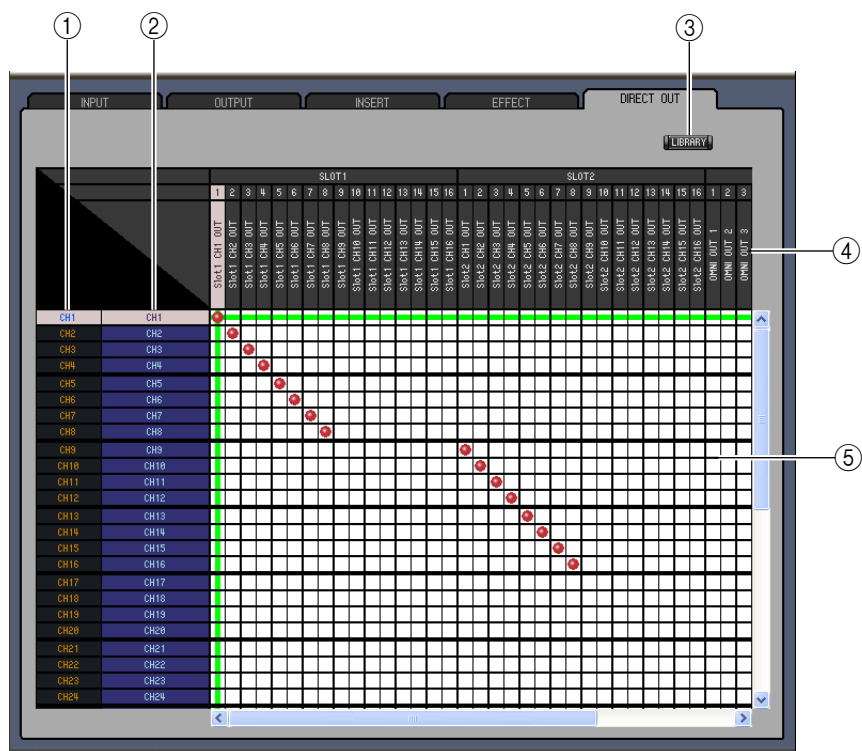 ① ② ③
INPUT OUTPUT INSERT EFFECT DIRECT OUT
LIBRARY
SLOT1 SLOT2
1 2 3 4 5 6 7 8 9 10 11 12 13 14 15 16 1 2 3 4 5 6 7 8 9 10 11 12 13 14 15 16 1 2 3
Slot1 CH1 OUT
Slot1 CH2 OUT
Slot1 CH3 OUT
Slot1 CH4 OUT
Slot1 CH5 OUT
Slot1 CH6 OUT
Slot1 CH7 OUT
Slot1 CH8 OUT
Slot1 CH9 OUT
Slot1 CH10 OUT
Slot1 CH11 OUT
Slot1 CH12 OUT
Slot1 CH13 OUT
Slot1 CH14 OUT
Slot1 CH15 OUT
Slot1 CH16 OUT
Slot2 CH1 OUT
Slot2 CH2 OUT
Slot2 CH3 OUT
Slot2 CH4 OUT
Slot2 CH5 OUT
Slot2 CH6 OUT
Slot2 CH7 OUT
Slot2 CH8 OUT
Slot2 CH9 OUT
Slot2 CH10 OUT
Slot2 CH11 OUT
Slot2 CH12 OUT
Slot2 CH13 OUT
Slot2 CH14 OUT
Slot2 CH15 OUT
Slot2 CH16 OUT
OMNI OUT 1
OMNI OUT 2
OMNI OUT 3
④
CH1 CH1
CH2 CH2
CH3 CH3
CH4 CH4
CH5 CH5
CH6 CH6
CH7 CH7
CH8 CH8
CH9 CH9
⑤
CH10 CH10
CH11 CH11
CH12 CH12
CH13 CH13
CH14 CH14
CH15 CH15
CH16 CH16
CH17 CH17
CH18 CH18
CH19 CH19
CH20 CH20
CH21 CH21
CH22 CH22
CH23 CH23
CH24 CH24